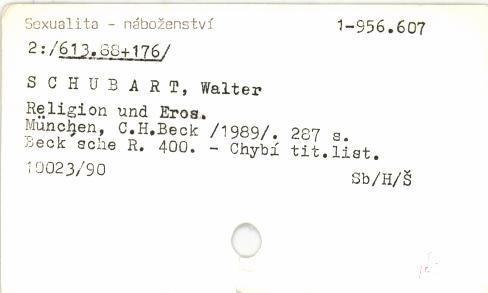 Sexualita - náboženství 1-956.607
2:/613.88+176/
S C H U B A R T, Walter
Religion und Eros.
München, C.H.Beck /1989/. 287 s.
Beck'sche R. 400. - Chybí tit.list.
10023/90
Sb/H/Š